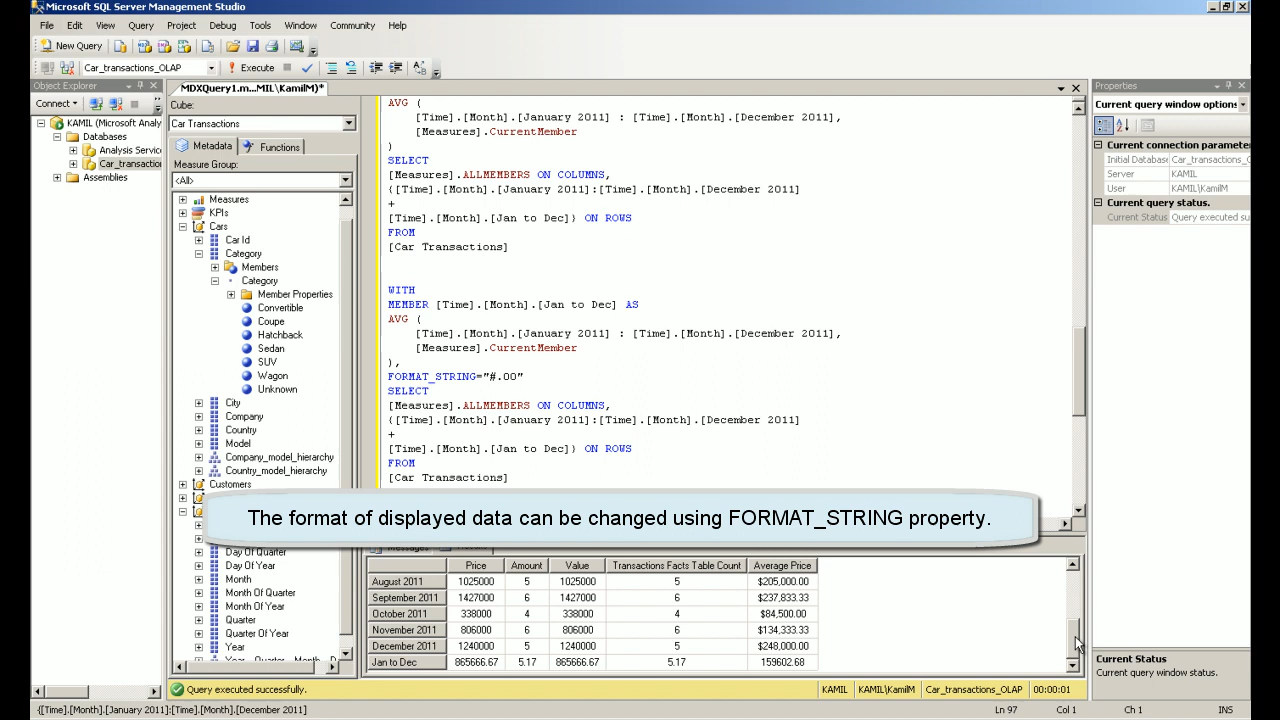 Microsoft SQL Server Management Studio
File Edit View Query Project Debug Tools Window Community Help
New Query
Car_transactions_OLAP
Execute
Object Explorer
Connect
KAMIL (Microsoft Analy
Databases
Analysis Service
Car_transactio
Assemblies
MDXQuery1.m...MIL\KamilM)*
Cube:
Car Transactions
Metadata
Functions
Measure Group:
<All>
Measures
KPIs
Cars
Car Id
Category
Members
Category
Member Properties
Convertible
Coupe
Hatchback
Sedan
SUV
Wagon
Unknown
City
Company
Country
Model
Company_model_hierarchy
Country_model_hierarchy
Customers
Day Of Quarter
Day Of Year
Month
Month Of Quarter
Month Of Year
Quarter
Quarter Of Year
Year
AVG (
[Time].[Month].[January 2011] : [Time].[Month].[December 2011],
[Measures].CurrentMember
)
SELECT
[Measures].ALLMEMBERS ON COLUMNS,
{[Time].[Month].[January 2011]:[Time].[Month].[December 2011]
+
[Time].[Month].[Jan to Dec]} ON ROWS
FROM
[Car Transactions]
WITH
MEMBER [Time].[Month].[Jan to Dec] AS
AVG (
[Time].[Month].[January 2011] : [Time].[Month].[December 2011],
[Measures].CurrentMember
),
FORMAT_STRING="#.00"
SELECT
[Measures].ALLMEMBERS ON COLUMNS,
{[Time].[Month].[January 2011]:[Time].[Month].[December 2011]
+
[Time].[Month].[Jan to Dec]} ON ROWS
FROM
[Car Transactions]
The format of displayed data can be changed using FORMAT_STRING property.
Price Amount Value Transactions Facts Table Count Average Price
August 2011 1025000 5 1025000 5 $205,000.00
September 2011 1427000 6 1427000 6 $237,833.33
October 2011 338000 4 338000 4 $84,500.00
November 2011 806000 6 806000 6 $134,333.33
December 2011 1240000 5 1240000 5 $248,000.00
Jan to Dec 865666.67 5.17 865666.67 5.17 159602.68
Properties
Current query window options
Current connection parameter
Initial Database Car_transactions_O
Server KAMIL
User KAMIL\KamilM
Current query status.
Current Status Query executed su
Current Status
Current query window status.
Query executed successfully.
KAMIL KAMIL\KamilM Car_transactions_OLAP 00:00:01
{[Time].[Month].[January 2011]:[Time].[Month].[December 2011]
Ln 97 Col 1 Ch 1 INS